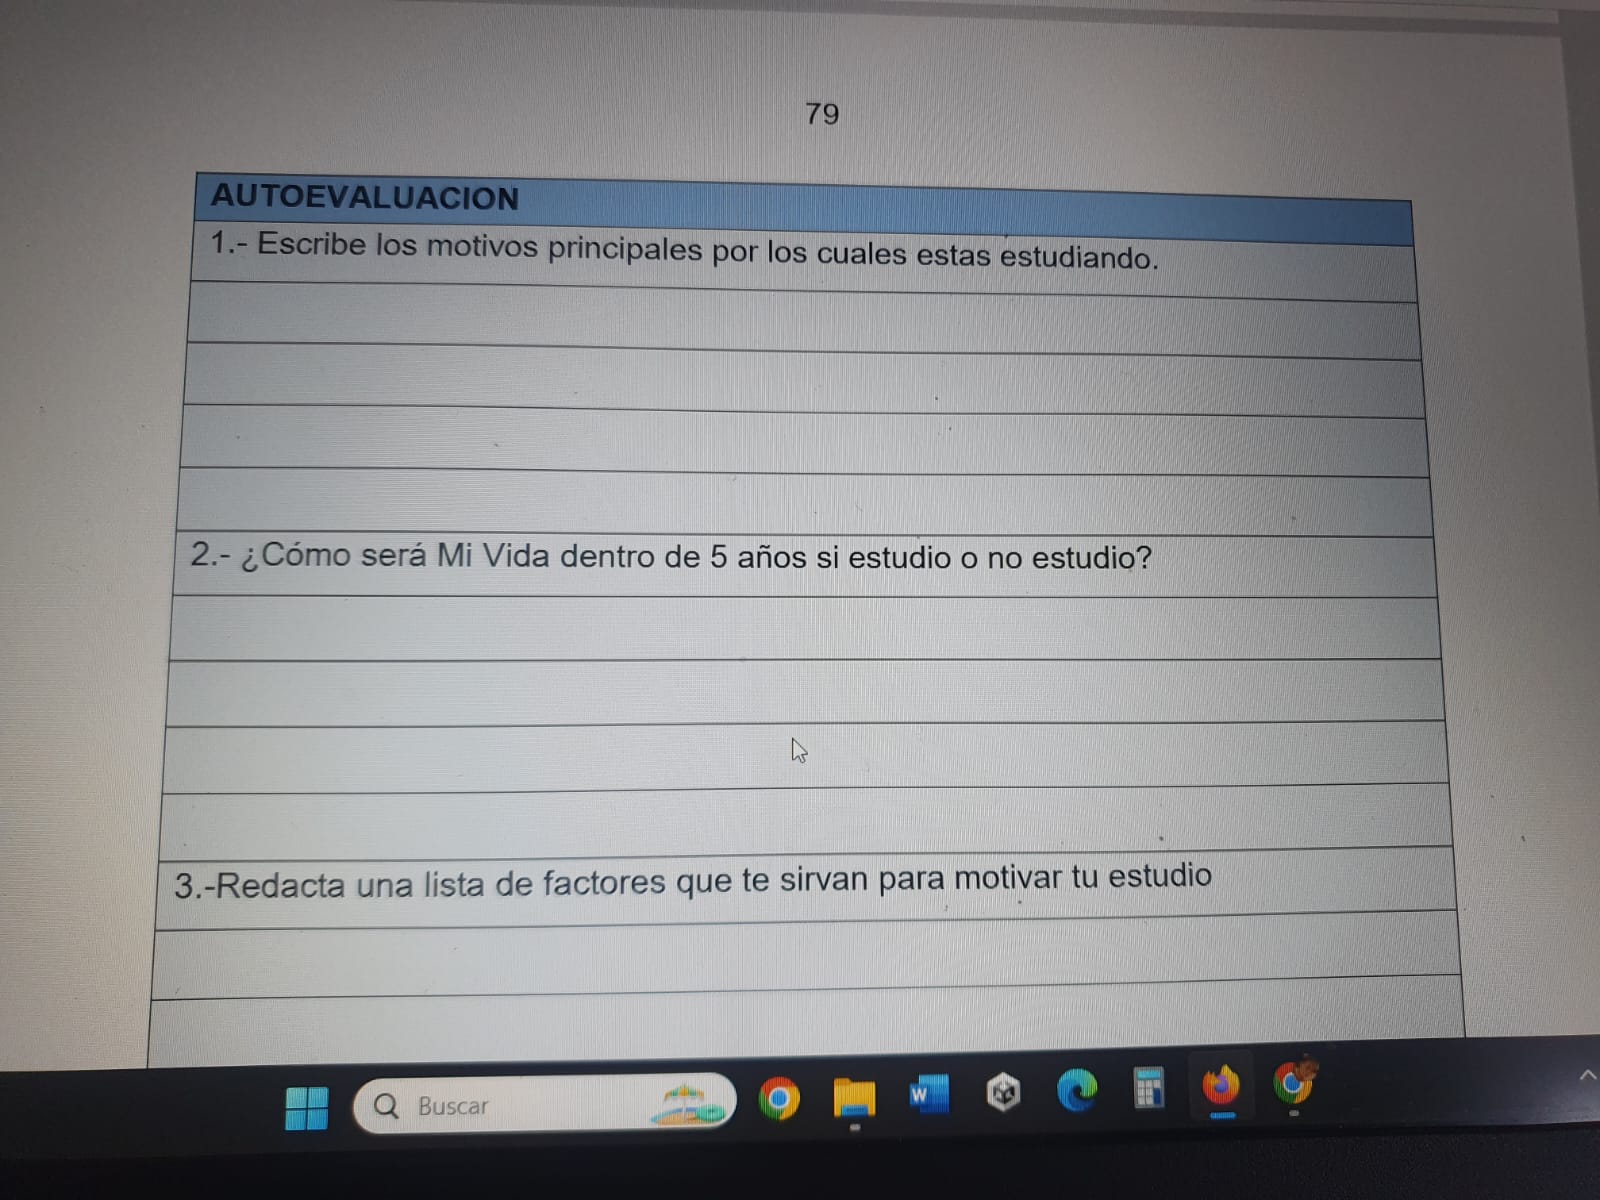 79
AUTOEVALUACION
1.- Escribe los motivos principales por los cuales estas estudiando.
2.- ¿Cómo será Mi Vida dentro de 5 años si estudio o no estudio?
3.-Redacta una lista de factores que te sirvan para motivar tu estudio
Buscar
W